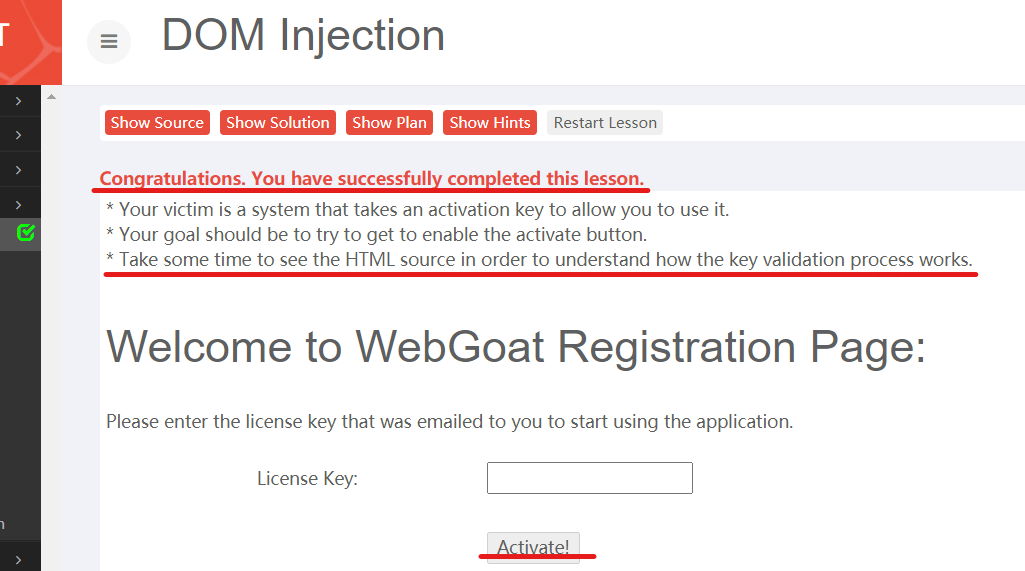 T
DOM Injection
Show Source Show Solution Show Plan Show Hints Restart Lesson
Congratulations. You have successfully completed this lesson.
* Your victim is a system that takes an activation key to allow you to use it.
* Your goal should be to try to get to enable the activate button.
* Take some time to see the HTML source in order to understand how the key validation process works.
Welcome to WebGoat Registration Page:
Please enter the license key that was emailed to you to start using the application.
License Key:
Activate!